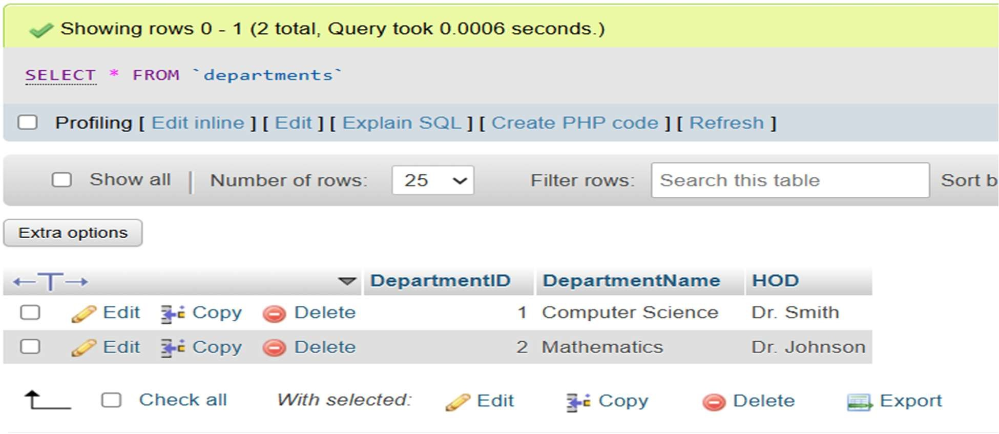 Showing rows 0 - 1 (2 total, Query took 0.0006 seconds.)
SELECT * FROM `departments`
Profiling [ Edit inline ] [ Edit ] [ Explain SQL ] [ Create PHP code ] [ Refresh ]
Show all | Number of rows: 25 Filter rows: Search this table Sort b
Extra options
←T→ DepartmentID DepartmentName HOD
Edit Copy Delete 1 Computer Science Dr. Smith
Edit Copy Delete 2 Mathematics Dr. Johnson
Check all With selected: Edit Copy Delete Export